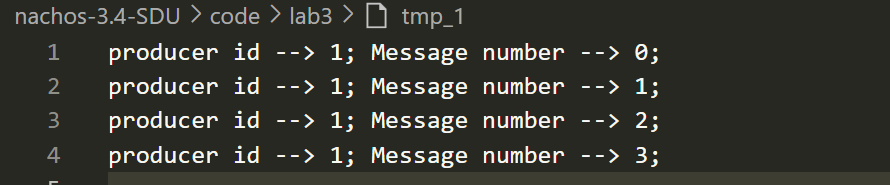 nachos-3.4-SDU > code > lab3 > tmp_1
1 producer id --> 1; Message number --> 0;
2 producer id --> 1; Message number --> 1;
3 producer id --> 1; Message number --> 2;
4 producer id --> 1; Message number --> 3;
5